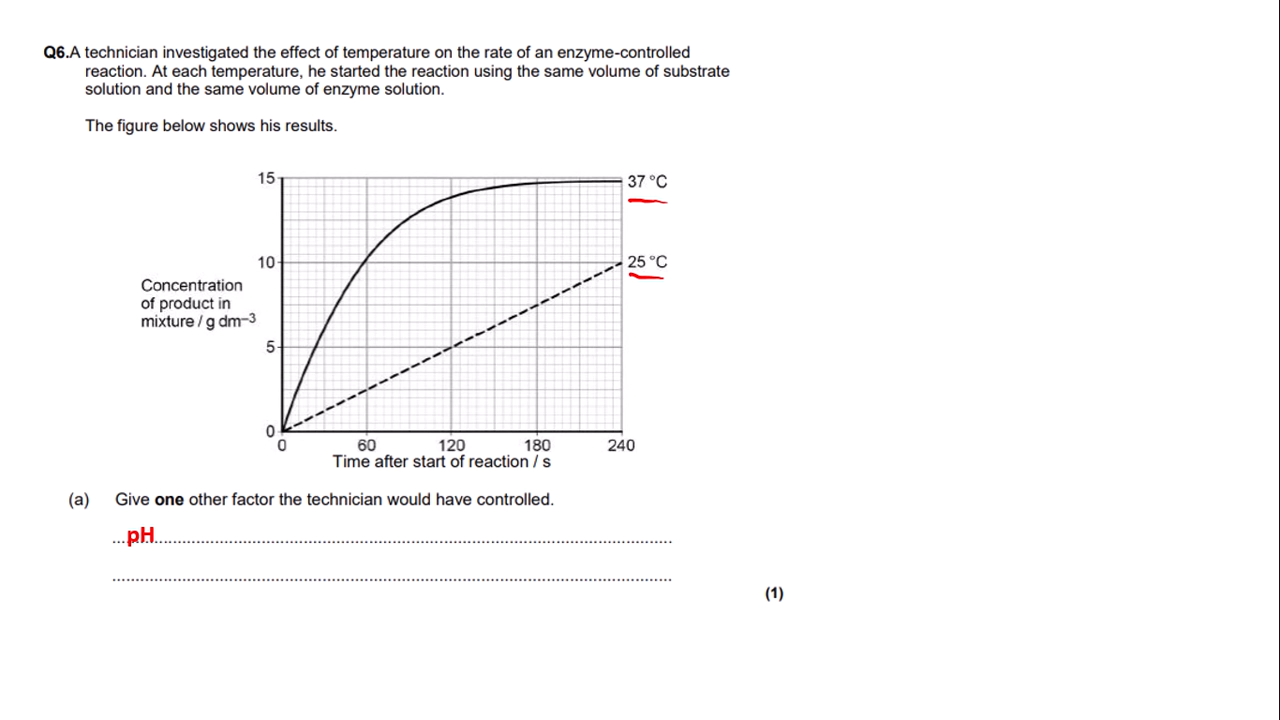 Q6.A technician investigated the effect of temperature on the rate of an enzyme-controlled
reaction. At each temperature, he started the reaction using the same volume of substrate
solution and the same volume of enzyme solution.
The figure below shows his results.
15
37 °C
10
25 °C
Concentration
of product in
mixture / g dm–3
5
0
0 60 120 180 240
Time after start of reaction / s
(a) Give one other factor the technician would have controlled.
...pH...............................................................................................................
........................................................................................................................
(1)